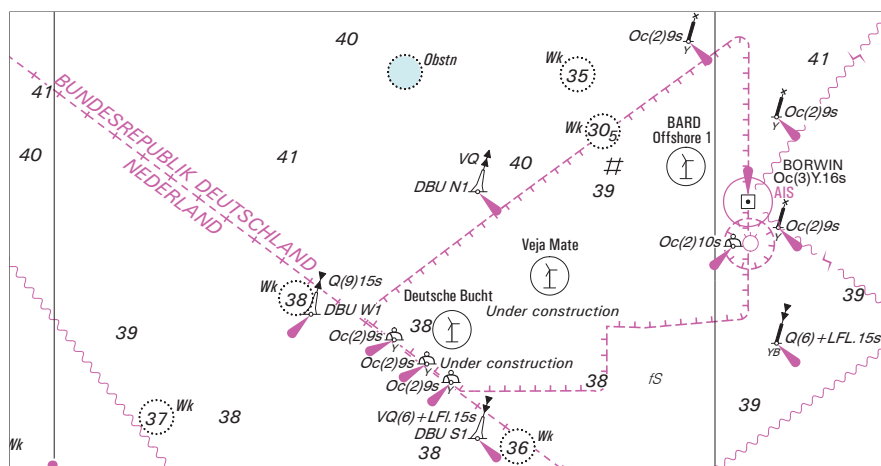 40
Obstn
Wk
35
Oc(2)9s
Y
41
41
BUNDESREPUBLIK DEUTSCHLAND
NEDERLAND
Wk
30₅
BARD
Offshore 1
Oc(2)9s
Y
40
41
VQ
40
DBU N1
39
BORWIN
Oc(3)Y.16s
AIS
Oc(2)9s
Y
Oc(2)10s
Veja Mate
Under construction
Wk
38
Q(9)15s
DBU W1
Deutsche Bucht
38
Under construction
39
39
Oc(2)9s
Y
Oc(2)9s
Y
Oc(2)9s
Y
Q(6)+LFL.15s
YB
38
fS
39
37
Wk
38
VQ(6)+LFl.15s
DBU S1
38
36
Wk
Wk